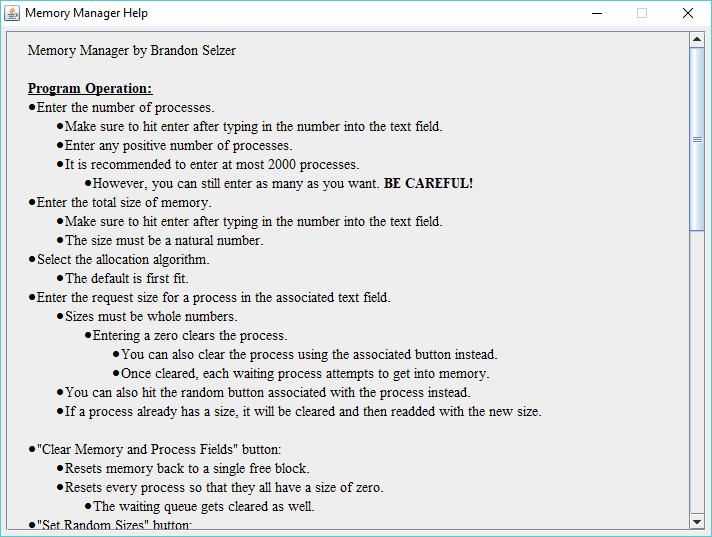 Memory Manager Help
Memory Manager by Brandon Selzer
Program Operation:
●Enter the number of processes.
●Make sure to hit enter after typing in the number into the text field.
●Enter any positive number of processes.
●It is recommended to enter at most 2000 processes.
●However, you can still enter as many as you want. BE CAREFUL!
●Enter the total size of memory.
●Make sure to hit enter after typing in the number into the text field.
●The size must be a natural number.
●Select the allocation algorithm.
●The default is first fit.
●Enter the request size for a process in the associated text field.
●Sizes must be whole numbers.
●Entering a zero clears the process.
●You can also clear the process using the associated button instead.
●Once cleared, each waiting process attempts to get into memory.
●You can also hit the random button associated with the process instead.
●If a process already has a size, it will be cleared and then readded with the new size.
●"Clear Memory and Process Fields" button:
●Resets memory back to a single free block.
●Resets every process so that they all have a size of zero.
●The waiting queue gets cleared as well.
●"Set Random Sizes" button: